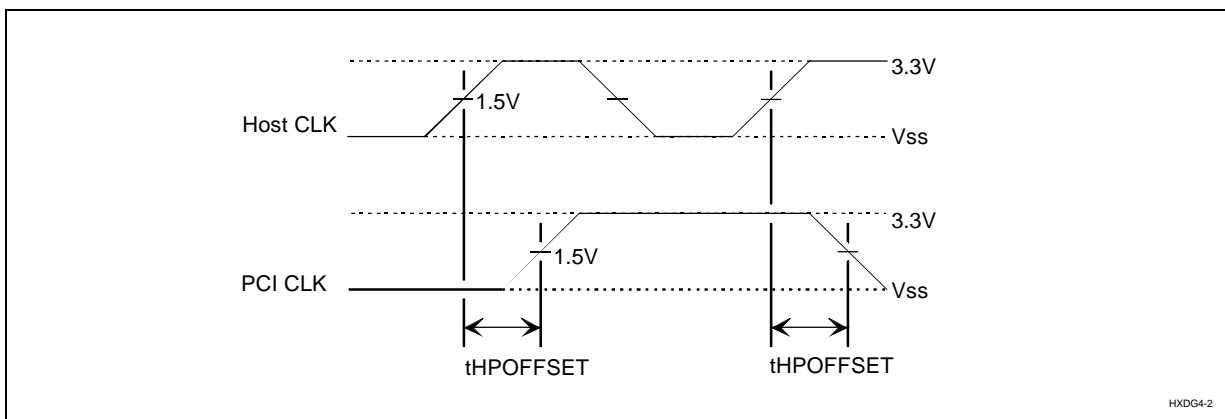 3.3V
1.5V
Host CLK
Vss
3.3V
1.5V
PCI CLK
Vss
tHPOFFSET tHPOFFSET
HXDG4-2